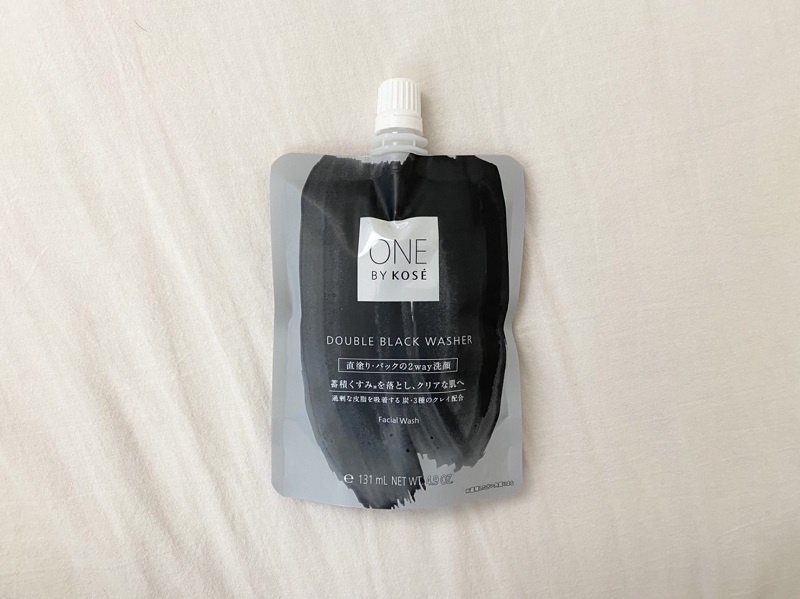 ONE
BY KOSÉ
DOUBLE BLACK WASHER
直塗り・パックの2way洗顔
蓄積くすみ※を落とし、クリアな肌へ
過剰な皮脂を吸着する 炭・3種のクレイ配合
Facial Wash
℮ 131 mL NET WT. 4.9 OZ.